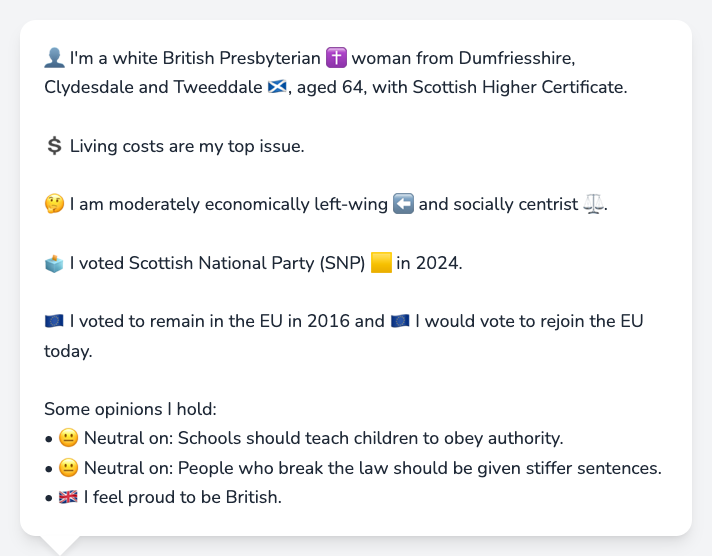 👤 I'm a white British Presbyterian ✝️ woman from Dumfriesshire,
Clydesdale and Tweeddale 🏴󠁧󠁢󠁳󠁣󠁴󠁿, aged 64, with Scottish Higher Certificate.
💲 Living costs are my top issue.
🤔 I am moderately economically left-wing ⬅️ and socially centrist ⚖️.
🗳️ I voted Scottish National Party (SNP) 🟨 in 2024.
🇪🇺 I voted to remain in the EU in 2016 and 🇪🇺 I would vote to rejoin the EU
today.
Some opinions I hold:
• 😐 Neutral on: Schools should teach children to obey authority.
• 😐 Neutral on: People who break the law should be given stiffer sentences.
• 🇬🇧 I feel proud to be British.